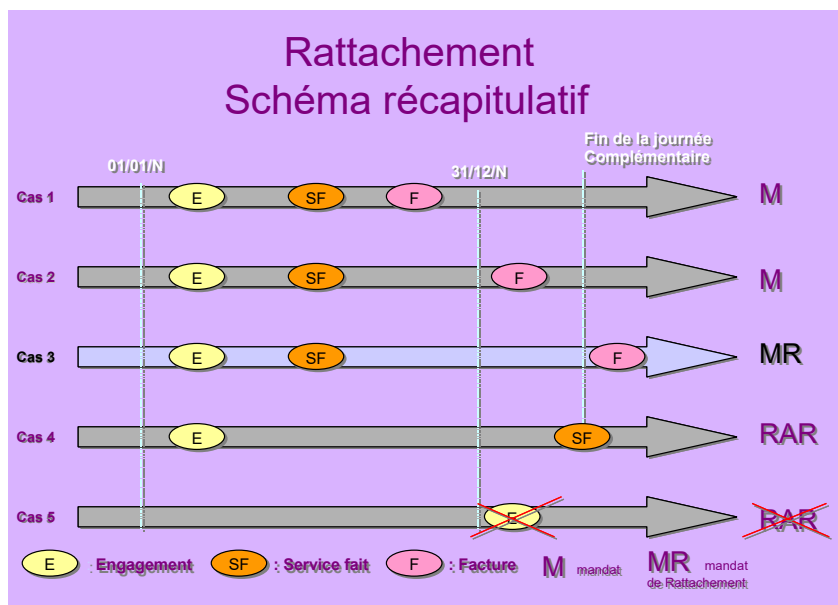 Rattachement
Schéma récapitulatif
01/01/N
31/12/N
Fin de la journée
Complémentaire
Cas 1
E
SF
F
M
Cas 2
E
SF
F
M
Cas 3
E
SF
F
MR
Cas 4
E
SF
RAR
Cas 5
E
RAR
E : Engagement SF : Service fait F : Facture M mandat MR mandat
de Rattachement